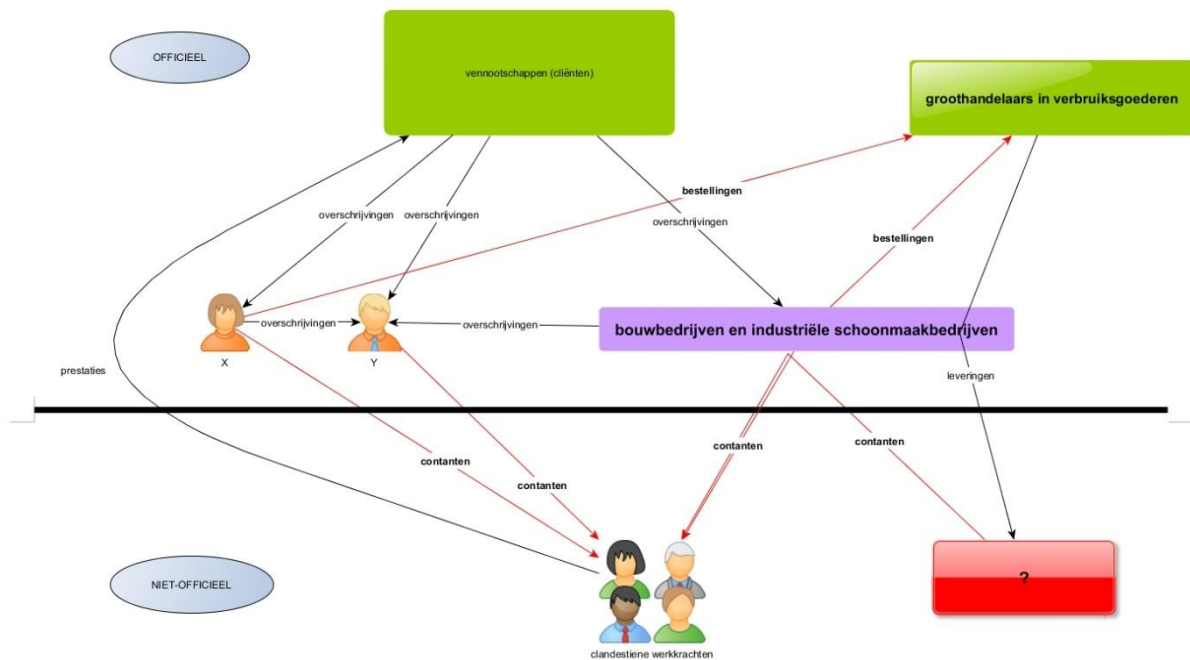 OFFICIEEL
vennootschappen (cliënten)
groothandelaars in verbruiksgoederen
bestellingen
overschrijvingen
overschrijvingen
overschrijvingen
bestellingen
overschrijvingen
overschrijvingen
bouwbedrijven en industriële schoonmaakbedrijven
X
Y
prestaties
leveringen
contanten
contanten
contanten
contanten
NIET-OFFICIEEL
?
clandestiene werkkrachten